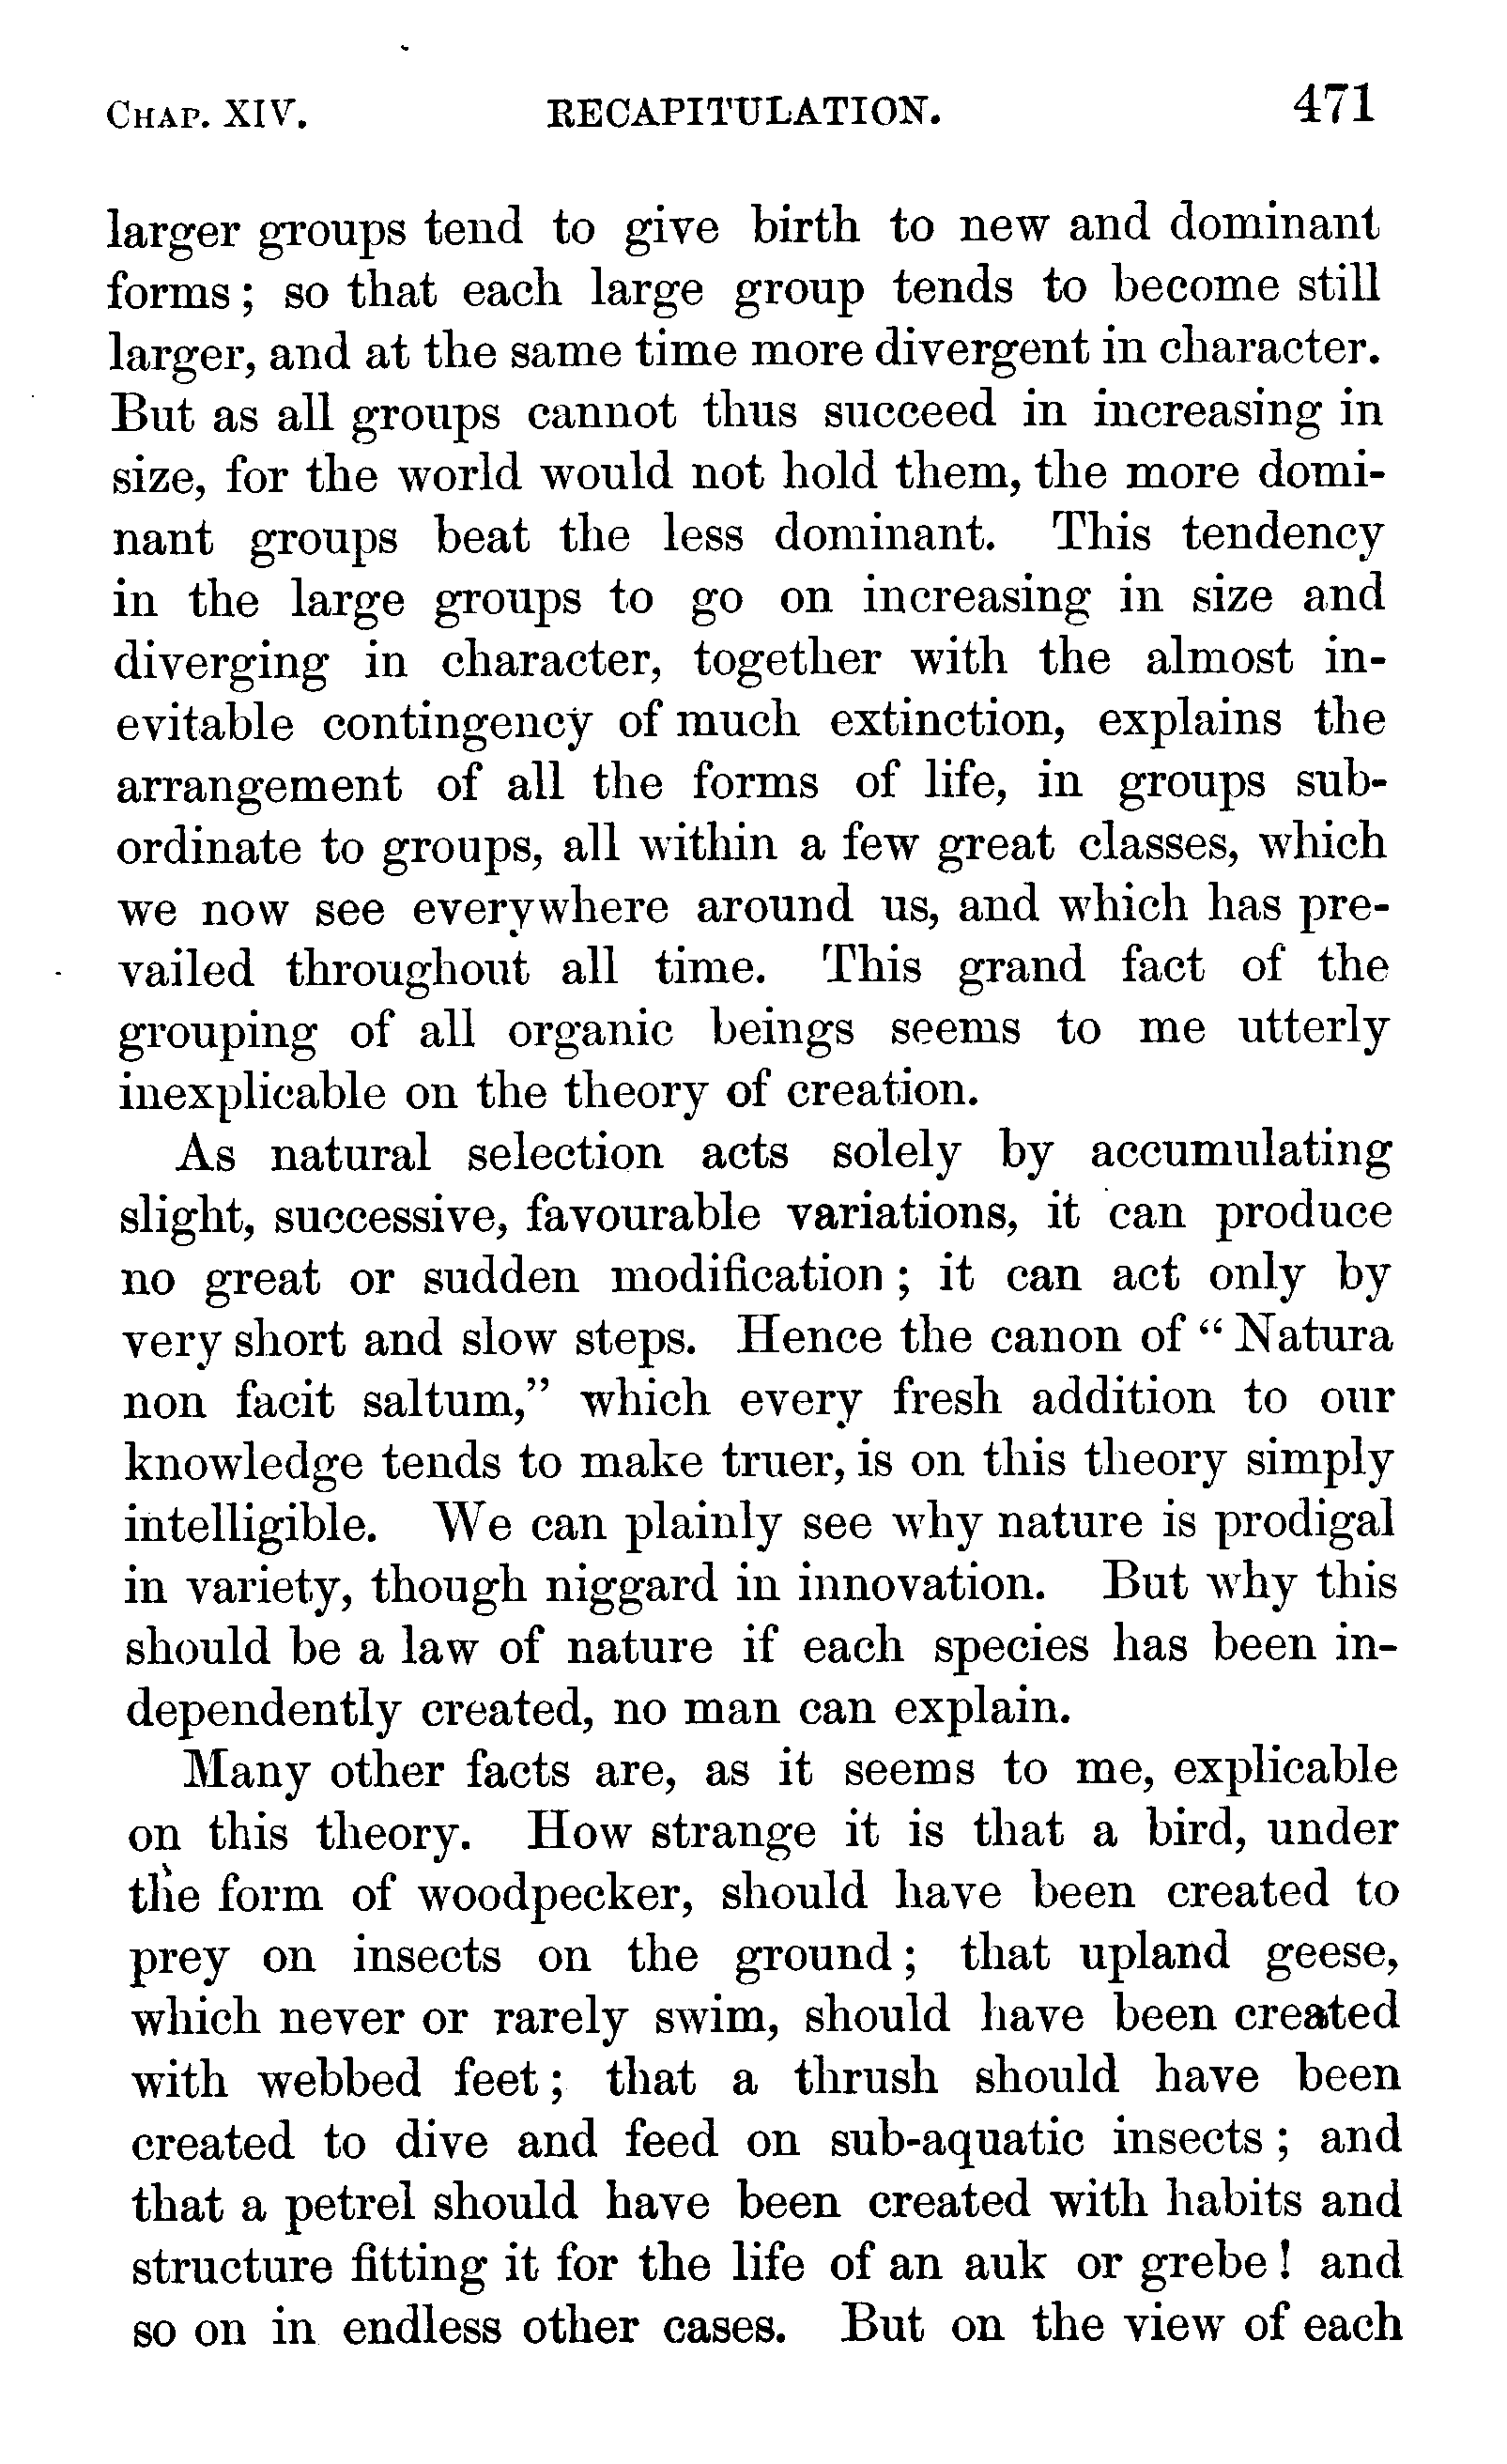 CHAP. XIV. RECAPITULATION. 471
larger groups tend to give birth to new and dominant
forms; so that each large group tends to become still
larger, and at the same time more divergent in character.
But as all groups cannot thus succeed in increasing in
size, for the world would not hold them, the more domi-
nant groups beat the less dominant. This tendency
in the large groups to go on increasing in size and
diverging in character, together with the almost in-
evitable contingency of much extinction, explains the
arrangement of all the forms of life, in groups sub-
ordinate to groups, all within a few great classes, which
we now see everywhere around us, and which has pre-
vailed throughout all time. This grand fact of the
grouping of all organic beings seems to me utterly
inexplicable on the theory of creation.
As natural selection acts solely by accumulating
slight, successive, favourable variations, it can produce
no great or sudden modification; it can act only by
very short and slow steps. Hence the canon of “Natura
non facit saltum,” which every fresh addition to our
knowledge tends to make truer, is on this theory simply
intelligible. We can plainly see why nature is prodigal
in variety, though niggard in innovation. But why this
should be a law of nature if each species has been in-
dependently created, no man can explain.
Many other facts are, as it seems to me, explicable
on this theory. How strange it is that a bird, under
the form of woodpecker, should have been created to
prey on insects on the ground; that upland geese,
which never or rarely swim, should have been created
with webbed feet; that a thrush should have been
created to dive and feed on sub-aquatic insects; and
that a petrel should have been created with habits and
structure fitting it for the life of an auk or grebe! and
so on in endless other cases. But on the view of each